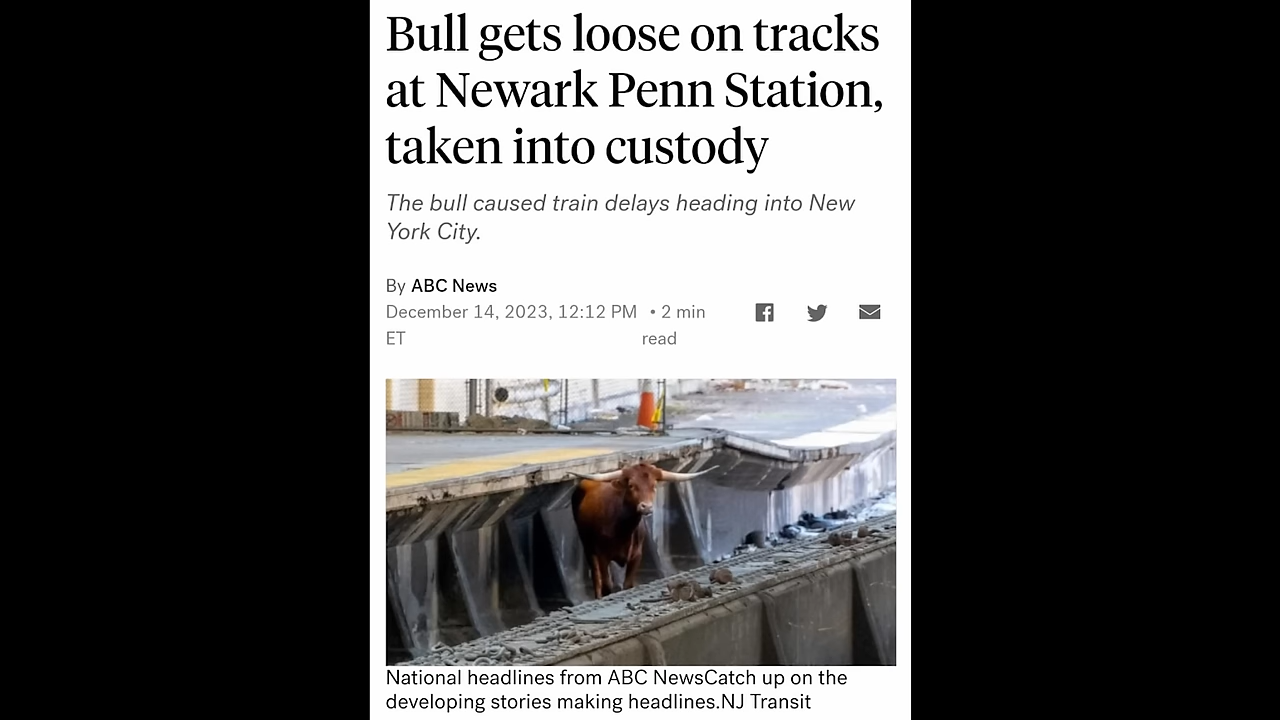 Bull gets loose on tracks
at Newark Penn Station,
taken into custody
The bull caused train delays heading into New
York City.
By ABC News
December 14, 2023, 12:12 PM • 2 min
ET read
National headlines from ABC NewsCatch up on the
developing stories making headlines.NJ Transit